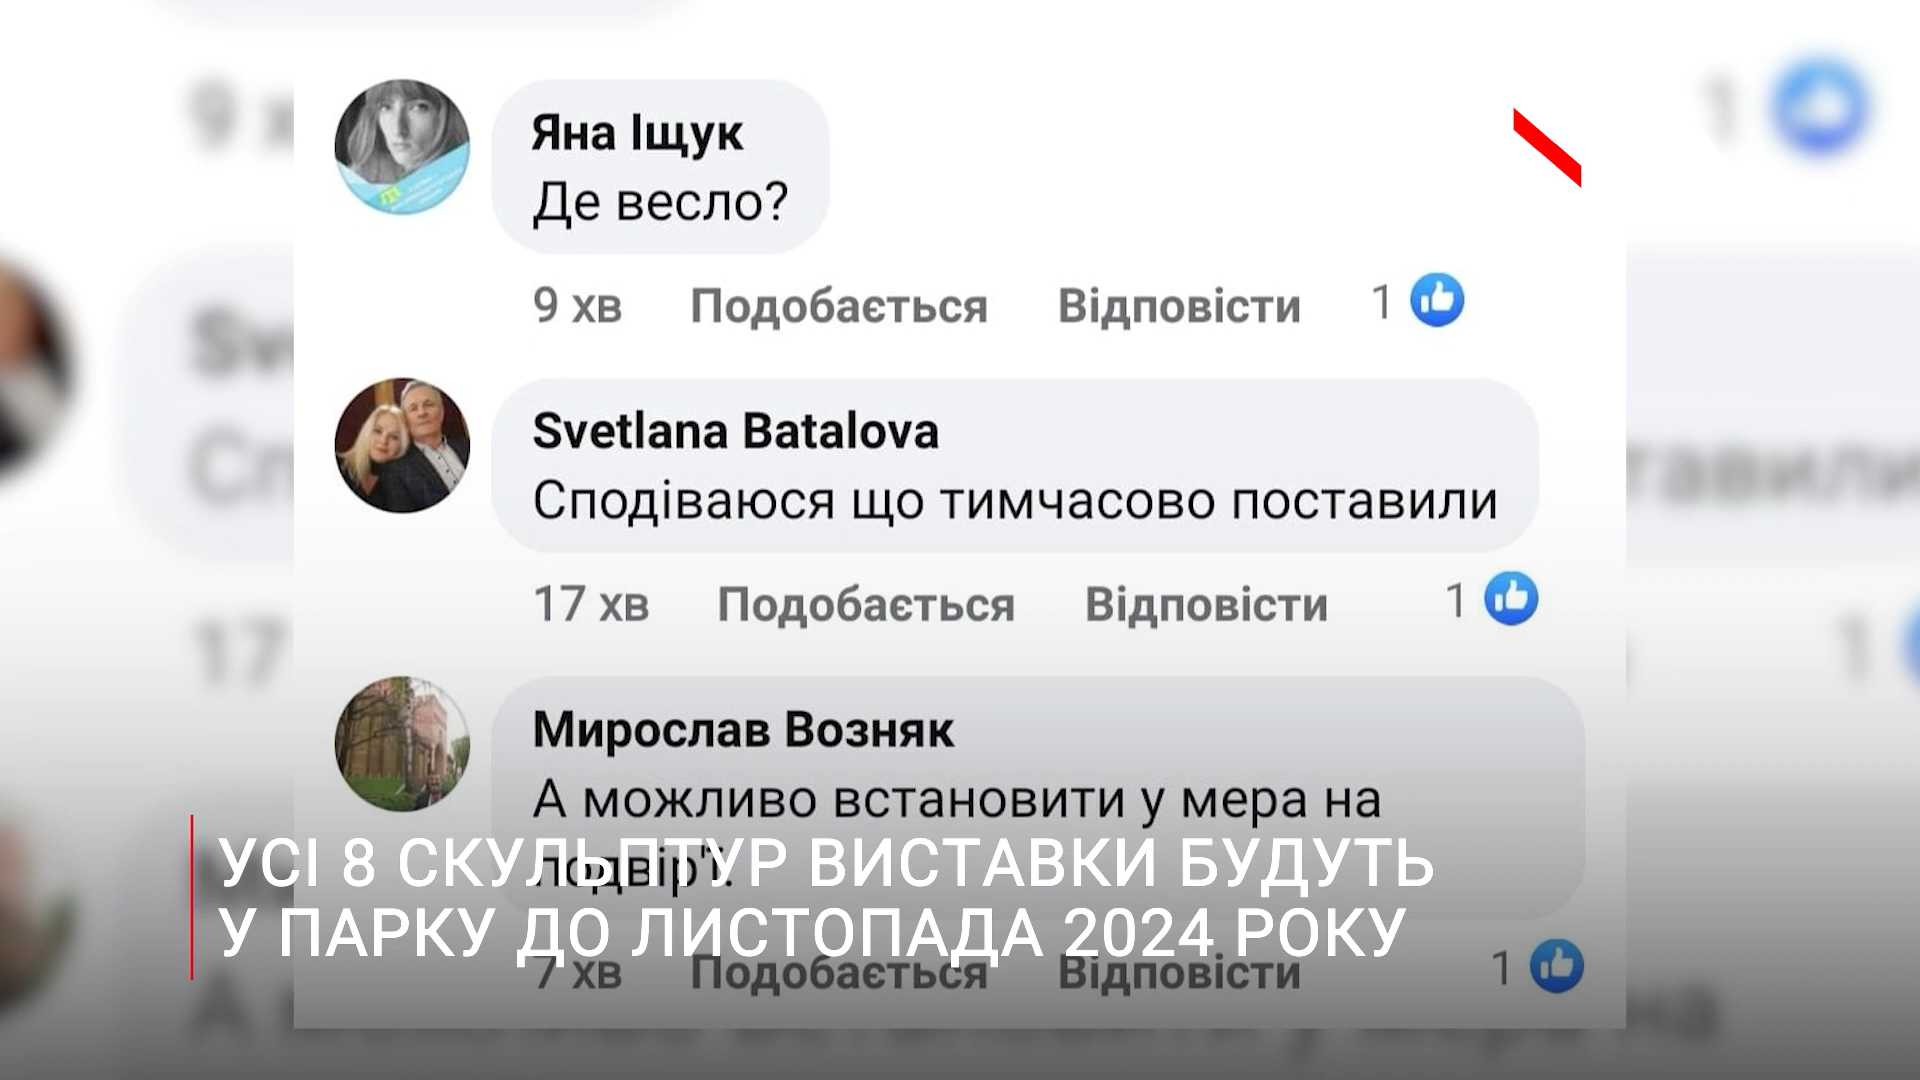 Яна Іщук
Де весло?
9 хв Подобається Відповісти 1
Svetlana Batalova
Сподіваюся що тимчасово поставили
17 хв Подобається Відповісти 1
Мирослав Возняк
А можливо встановити у мера на
подвір'ї.
УСІ 8 СКУЛЬПТУР ВИСТАВКИ БУДУТЬ
У ПАРКУ ДО ЛИСТОПАДА 2024 РОКУ
7 хв Подобається Відповісти 1